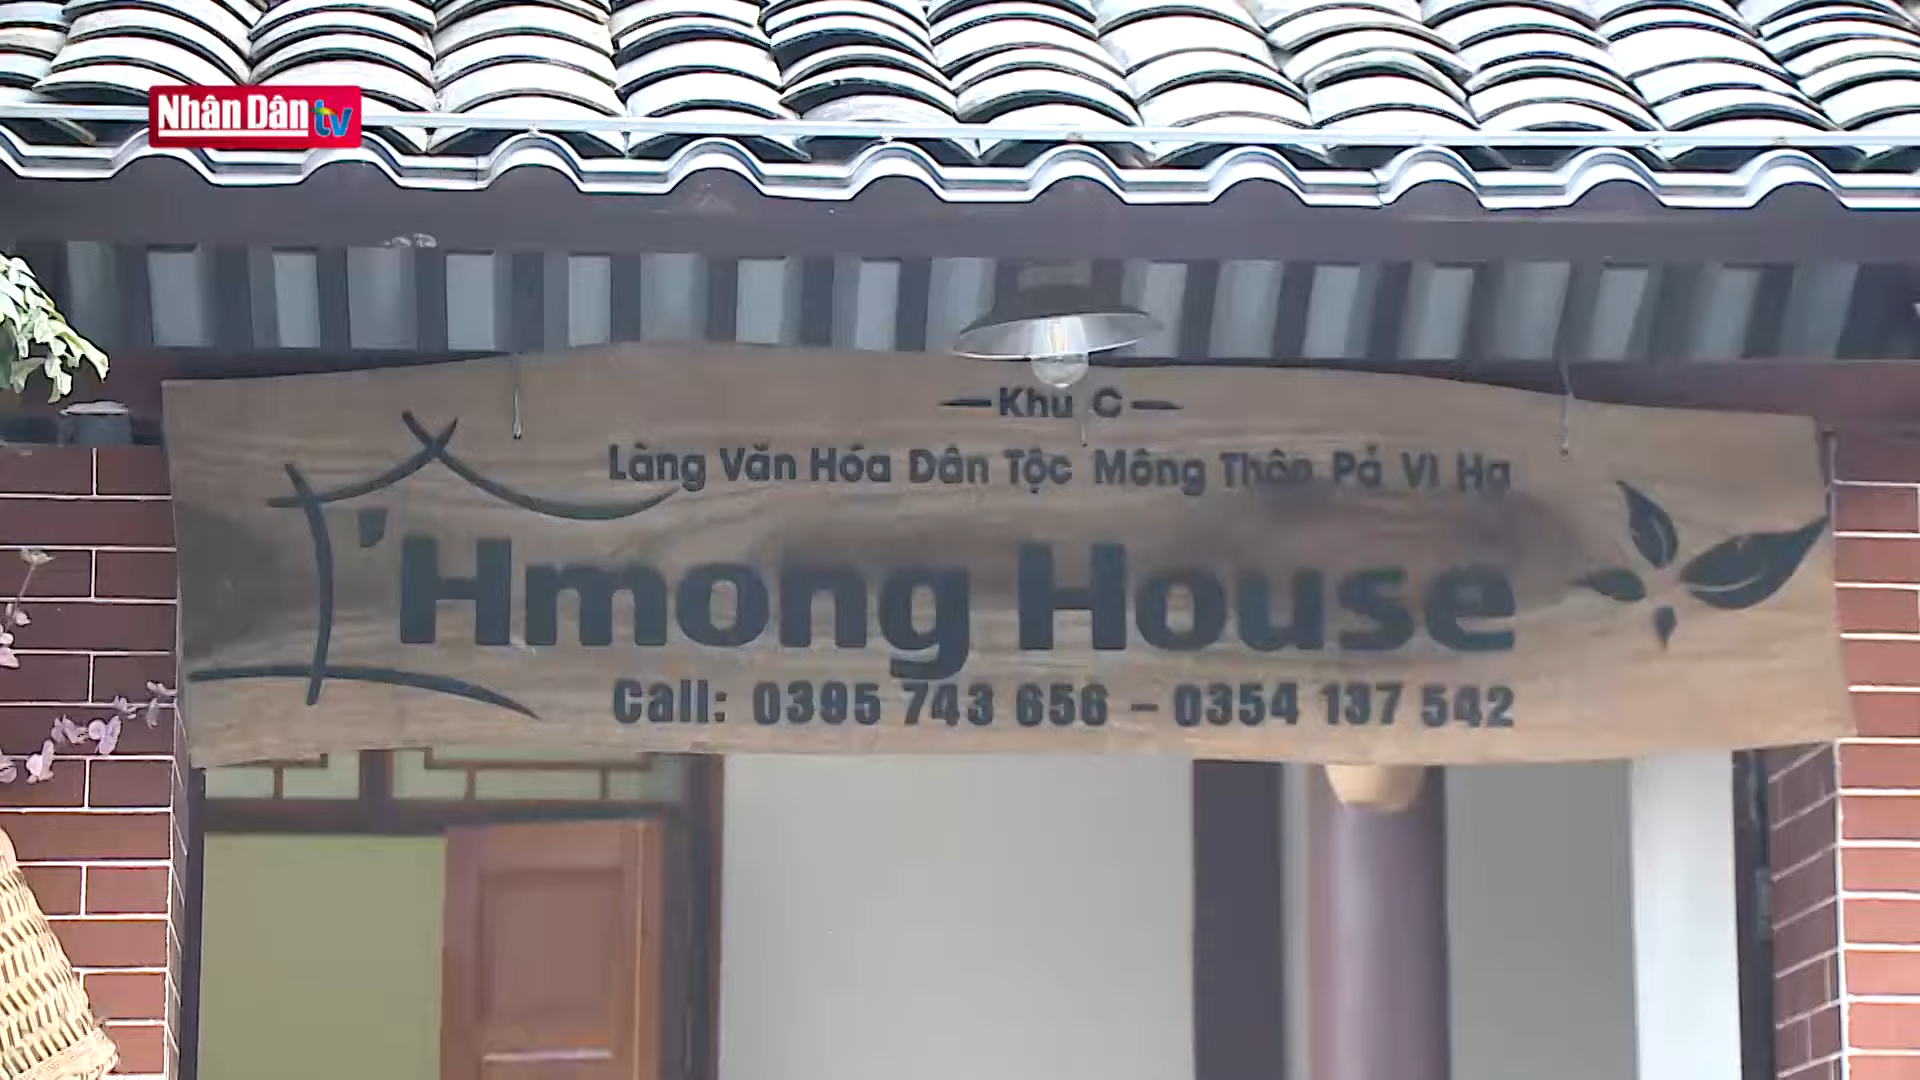 Nhân Dân tv
Khu C
Làng Văn Hóa Dân Tộc Mông Thôn Pả Vi Hạ
H'mong House
Call: 0395 743 656 - 0354 137 542